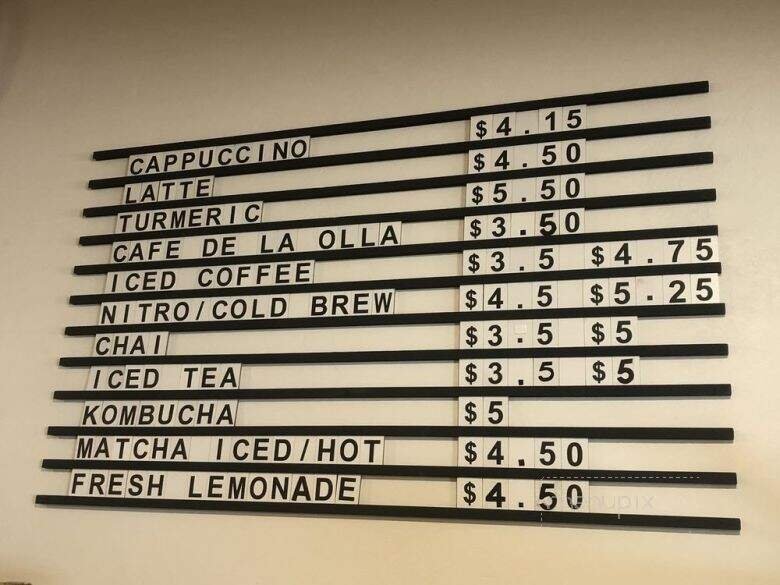 CAPPUCCINO $4.15
LATTE $4.50
TURMERIC $5.50
CAFE DE LA OLLA $3.50
ICED COFFEE $3.5 $4.75
NITRO/COLD BREW $4.5 $5.25
CHAI $3.5 $5
ICED TEA $3.5 $5
KOMBUCHA $5
MATCHA ICED/HOT $4.50
FRESH LEMONADE $4.50
menupix